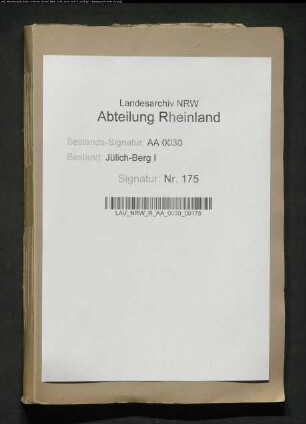 Landesarchiv NRW
Abteilung Rheinland
Bestands-Signatur: AA 0030
Bestand: Jülich-Berg I
Signatur: Nr. 175
LAV_NRW_R_AA_0030_00175